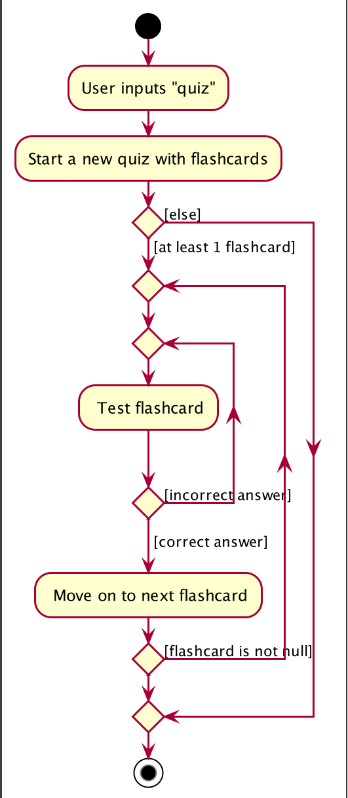 User inputs "quiz"
Start a new quiz with flashcards
[else]
[at least 1 flashcard]
Test flashcard
[incorrect answer]
[correct answer]
Move on to next flashcard
[flashcard is not null]